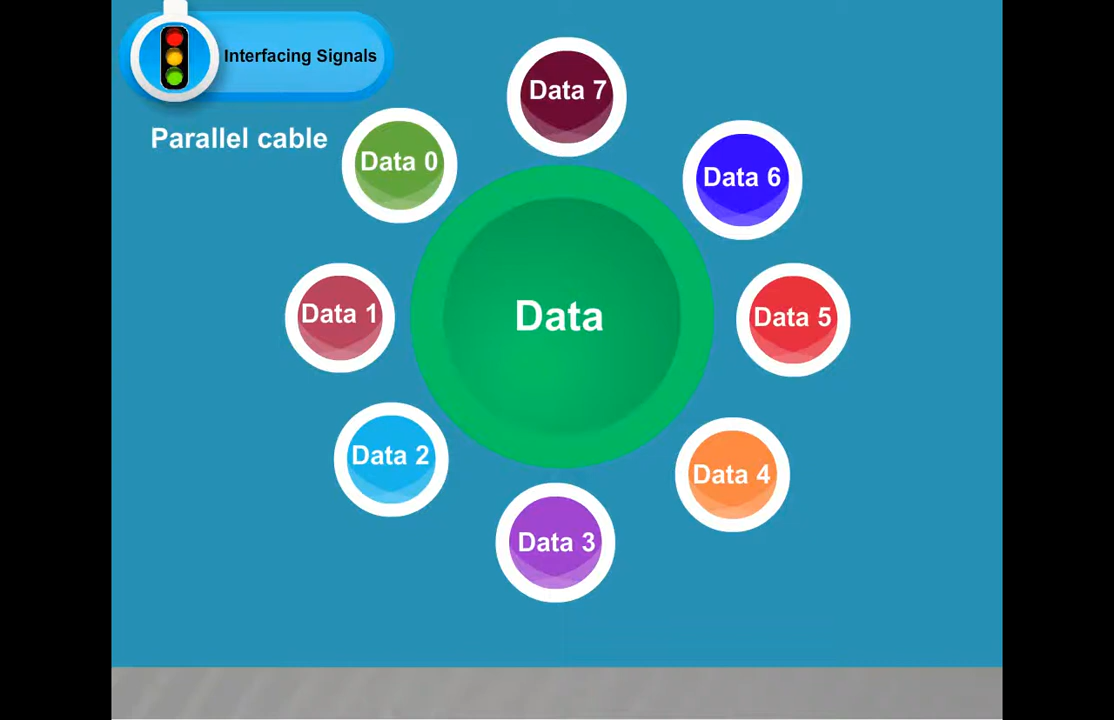 Interfacing Signals
Parallel cable
Data 7
Data 0
Data 6
Data 1
Data
Data 5
Data 2
Data 4
Data 3